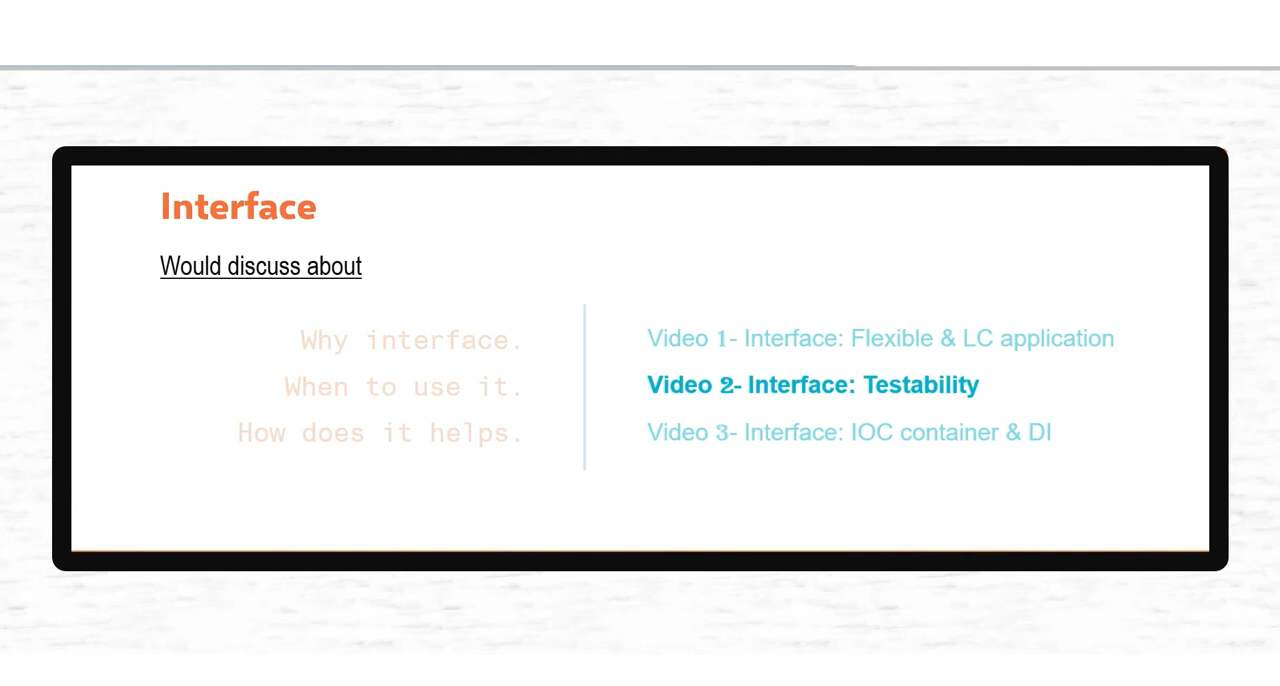 Interface
Would discuss about
Why interface.
When to use it.
How does it helps.
Video 1- Interface: Flexible & LC application
Video 2- Interface: Testability
Video 3- Interface: IOC container & DI